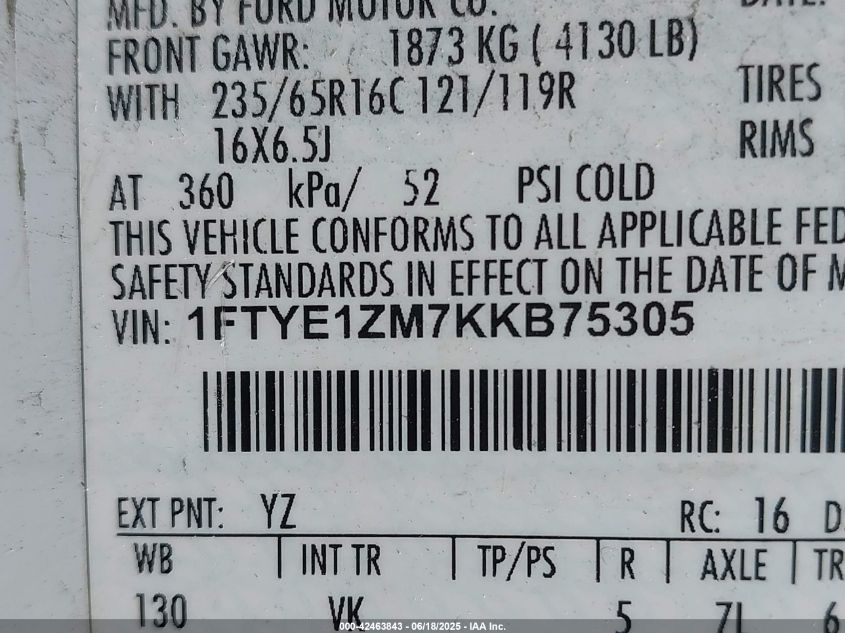 MFD. BY FORD MOTOR CO.
DATE:
FRONT GAWR: 1873 KG ( 4130 LB)
WITH 235/65R16C 121/119R TIRES
16X6.5J RIMS
AT 360 kPa/ 52 PSI COLD
THIS VEHICLE CONFORMS TO ALL APPLICABLE FED
SAFETY STANDARDS IN EFFECT ON THE DATE OF M
VIN: 1FTYE1ZM7KKB75305
EXT PNT: YZ RC: 16 D
WB INT TR TP/PS R AXLE TR
130 VK 5 7L 6
000-42463843 - 06/18/2025 - IAA Inc.